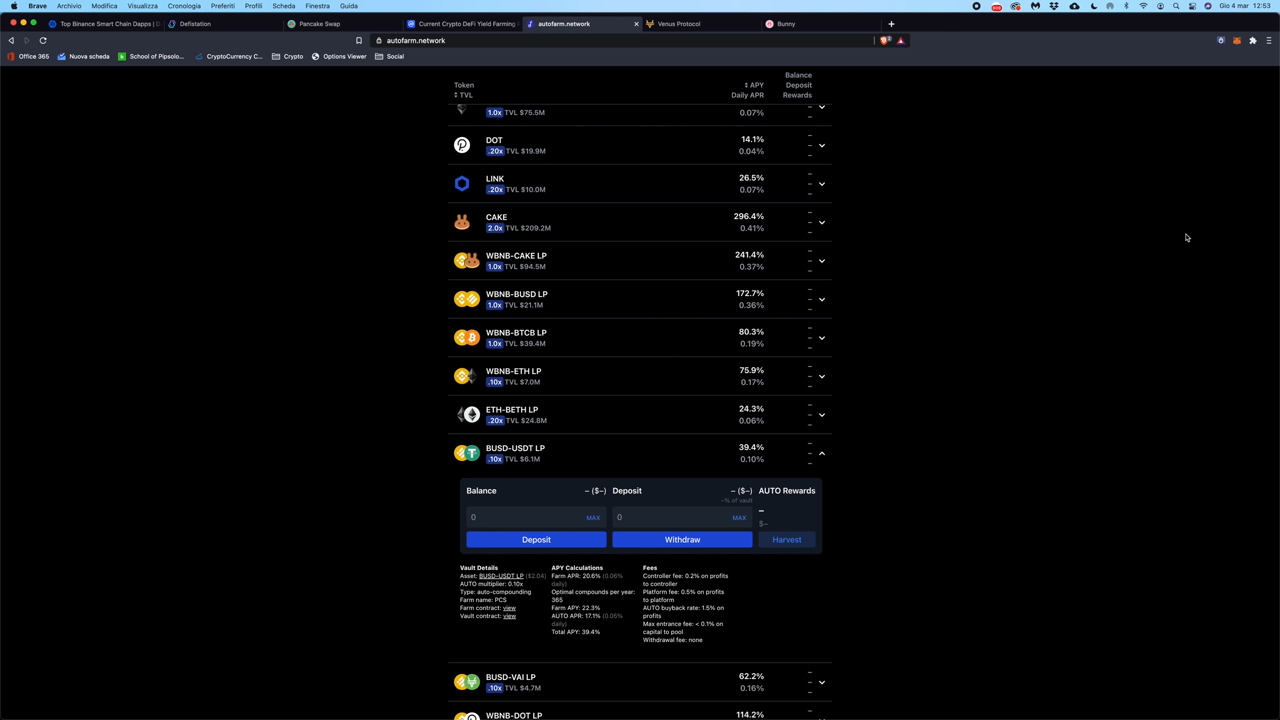 Brave Archivio Modifica Visualizza Cronologia Preferiti Profili Scheda Finestra Guida Gio 4 mar 12:53
Top Binance Smart Chain Dapps | D Defistation Pancake Swap Current Crypto DeFi Yield Farming autofarm.network Venus Protocol Bunny
autofarm.network
Office 365 Nuova scheda School of Pipsolo... CryptoCurrency C... Crypto Options Viewer Social
Token
TVL
APY
Daily APR
Balance
Deposit
Rewards
1.0x TVL $75.5M 0.07%
DOT 14.1%
.20x TVL $19.9M 0.04%
LINK 26.5%
.20x TVL $10.0M 0.07%
CAKE 296.4%
2.0x TVL $209.2M 0.41%
WBNB-CAKE LP 241.4%
1.0x TVL $94.5M 0.37%
WBNB-BUSD LP 172.7%
1.0x TVL $21.1M 0.36%
WBNB-BTCB LP 80.3%
1.0x TVL $39.4M 0.19%
WBNB-ETH LP 75.9%
.10x TVL $7.0M 0.17%
ETH-BETH LP 24.3%
.20x TVL $24.8M 0.06%
BUSD-USDT LP 39.4%
.10x TVL $6.1M 0.10%
Balance – ($–) Deposit – ($–) AUTO Rewards
–% of vault
0 MAX 0 MAX –
$–
Deposit Withdraw Harvest
Vault Details
Asset: BUSD-USDT LP ($2.04)
AUTO multiplier: 0.10x
Type: auto-compounding
Farm name: PCS
Farm contract: view
Vault contract: view
APY Calculations
Farm APR: 20.6% (0.06%
daily)
Optimal compounds per year:
365
Farm APY: 22.3%
AUTO APR: 17.1% (0.05%
daily)
Total APY: 39.4%
Fees
Controller fee: 0.2% on profits
to controller
Platform fee: 0.5% on profits
to platform
AUTO buyback rate: 1.5% on
profits
Max entrance fee: < 0.1% on
capital to pool
Withdrawal fee: none
BUSD-VAI LP 62.2%
.10x TVL $4.7M 0.16%
WBNB-DOT LP 114.2%